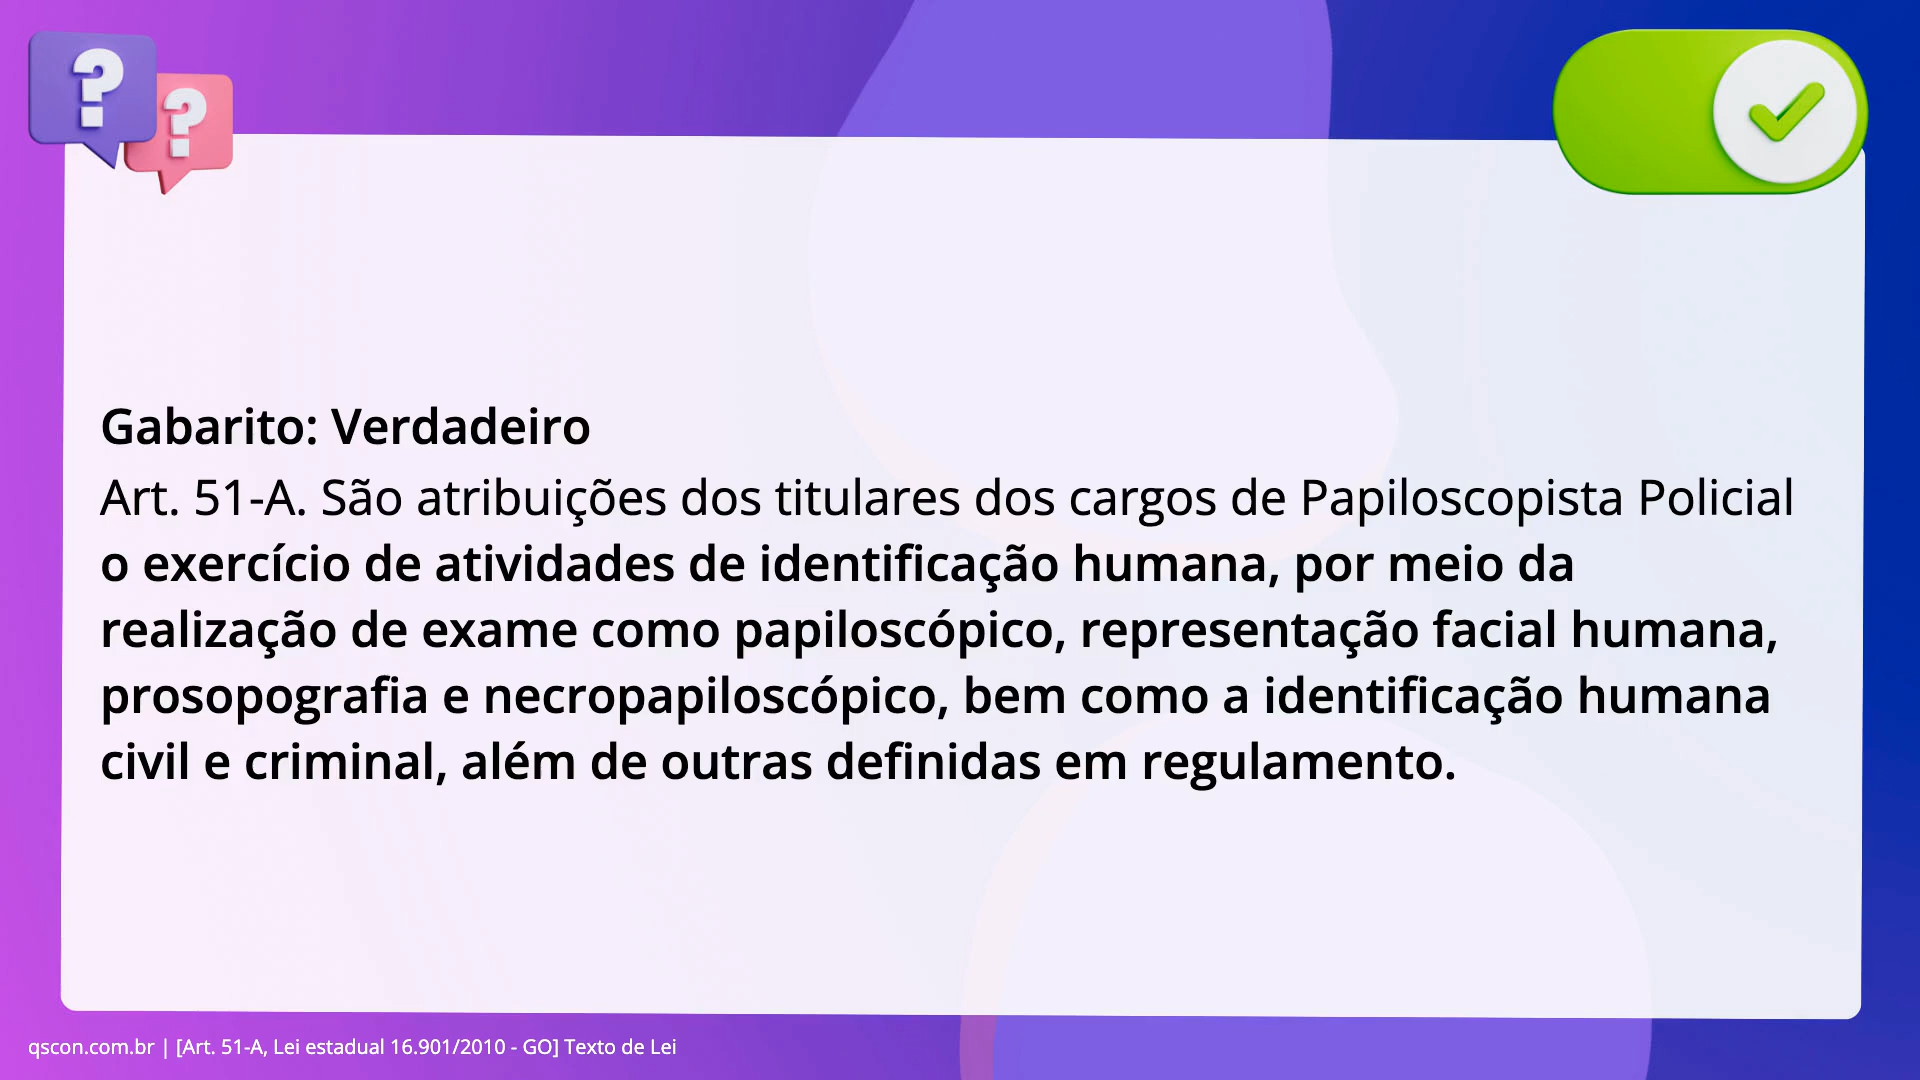 ?
?
Gabarito: Verdadeiro
Art. 51-A. São atribuições dos titulares dos cargos de Papiloscopista Policial
o exercício de atividades de identificação humana, por meio da
realização de exame como papiloscópico, representação facial humana,
prosopografia e necropapiloscópico, bem como a identificação humana
civil e criminal, além de outras definidas em regulamento.
qscon.com.br | [Art. 51-A, Lei estadual 16.901/2010 - GO] Texto de Lei